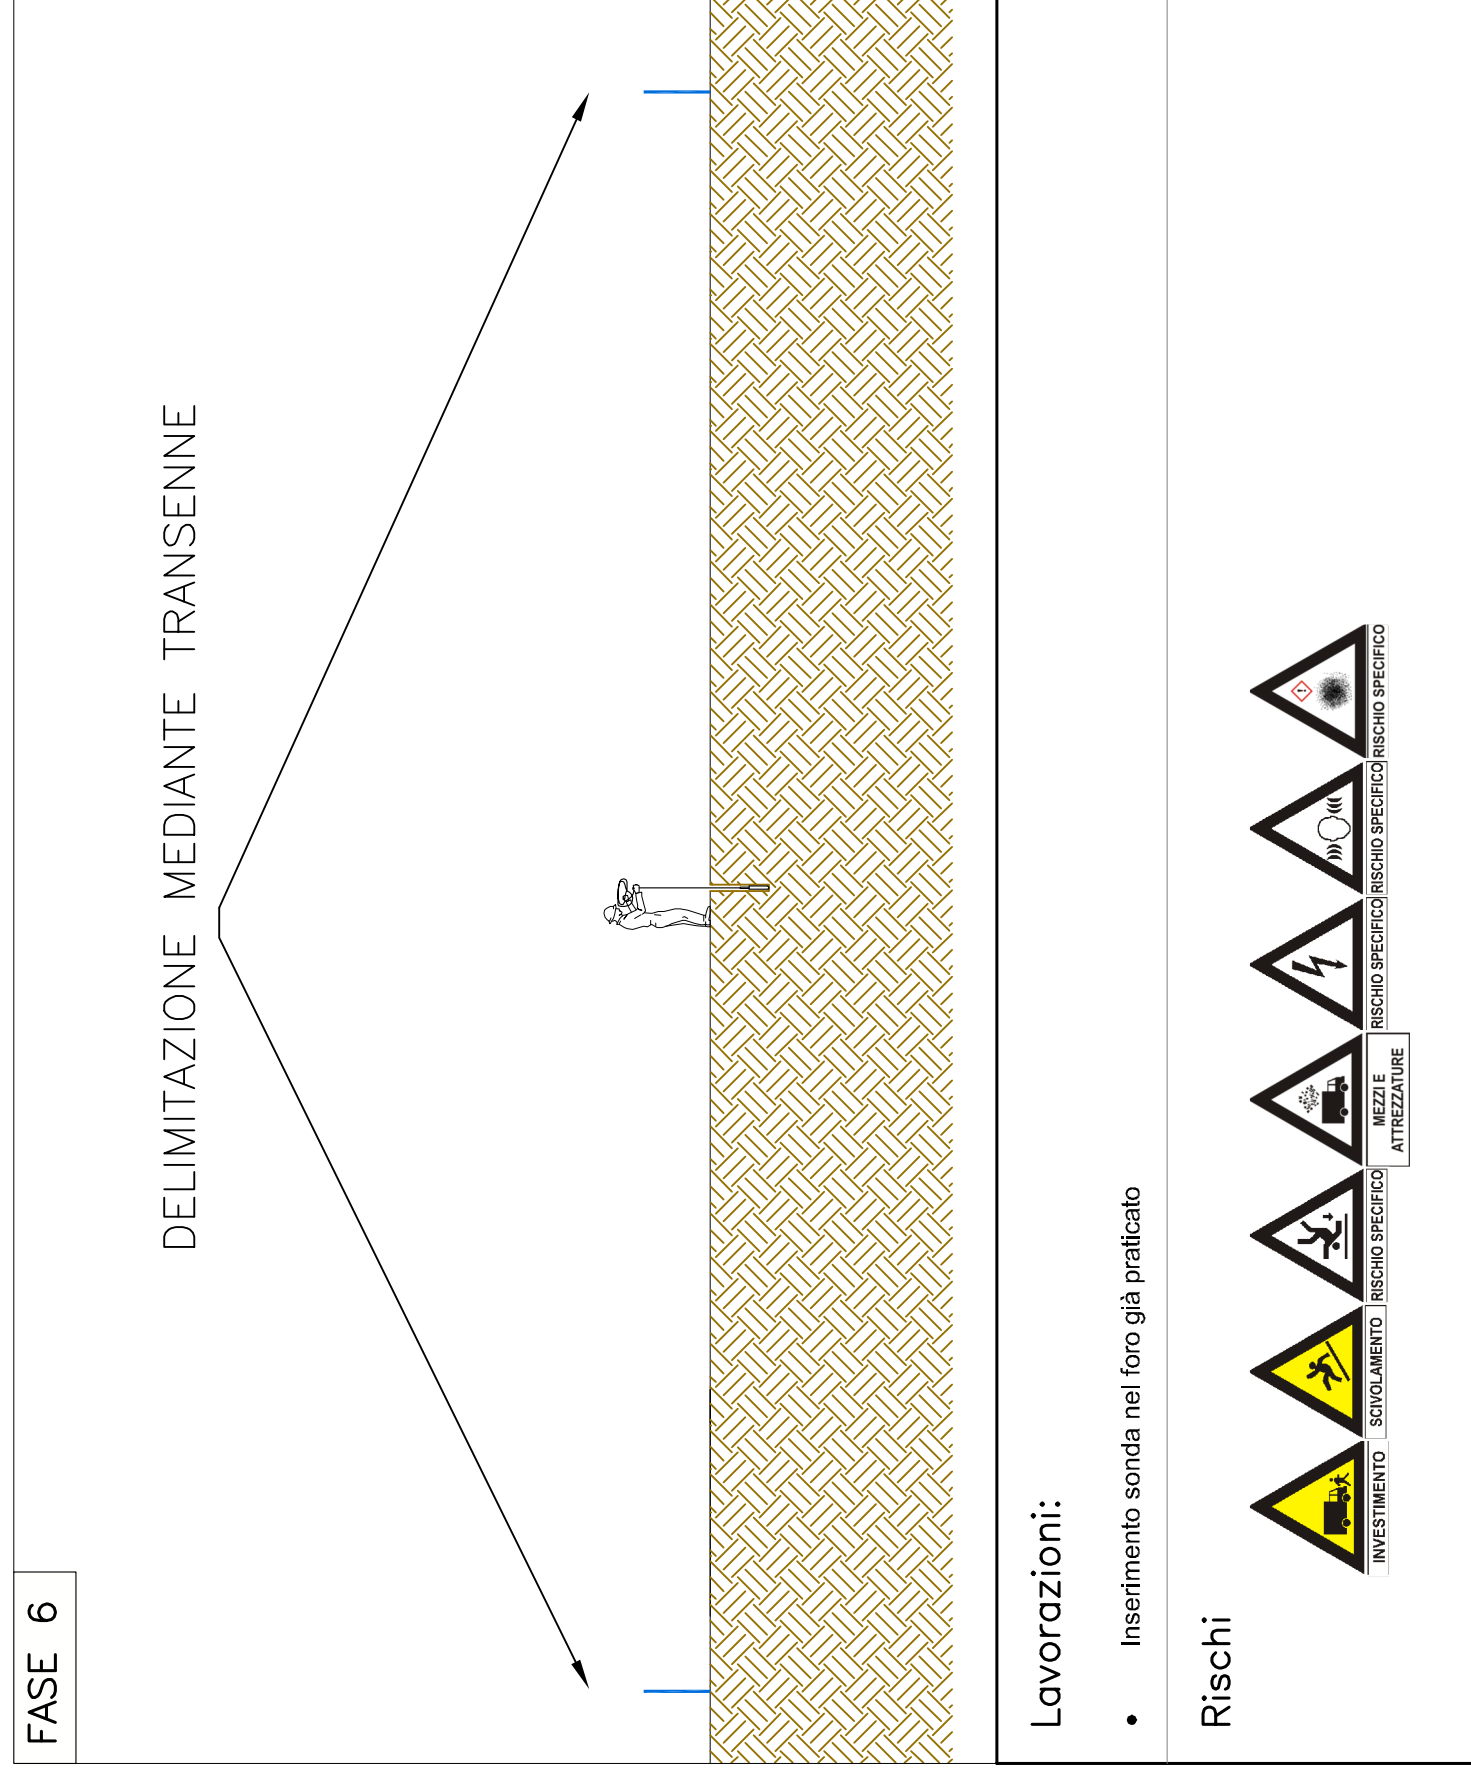 FASE 6
DELIMITAZIONE MEDIANTE TRANSENNE
Lavorazioni:
• Inserimento sonda nel foro già praticato
Rischi
INVESTIMENTO
SCIVOLAMENTO
RISCHIO SPECIFICO
MEZZI E
ATTREZZATURE
RISCHIO SPECIFICO
RISCHIO SPECIFICO
RISCHIO SPECIFICO